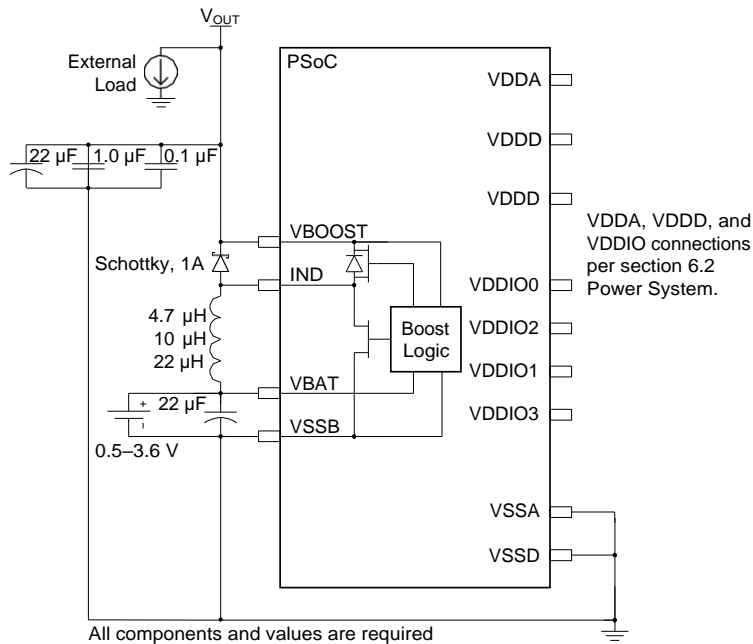 VOUT
External
Load
PSoC
VDDA
VDDD
VDDD
22 µF
1.0 µF
0.1 µF
VDDA, VDDD, and
VDDIO connections
per section 6.2
Power System.
VBOOST
Schottky, 1A
IND
VDDIO0
4.7 µH
10 µH
22 µH
Boost
Logic
VDDIO2
VDDIO1
VBAT
22 µF
+
-
VDDIO3
VSSB
0.5–3.6 V
VSSA
VSSD
All components and values are required